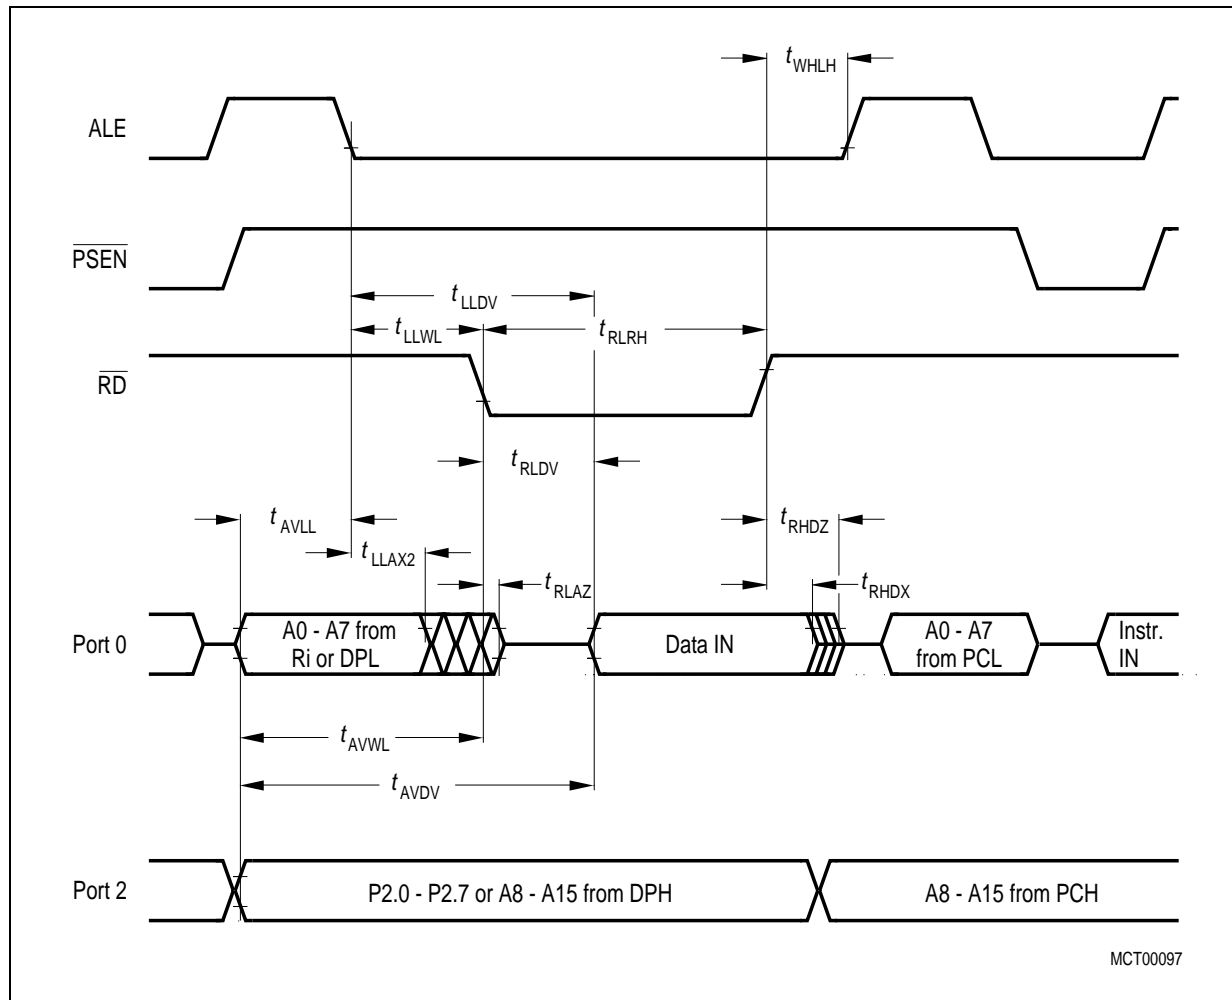 tWHLH
ALE
PSEN
tLLDV
tLLWL
tRLRH
RD
tRLDV
tAVLL
tRHDZ
tLLAX2
tRLAZ
tRHDX
Port 0
A0 - A7 from
Ri or DPL
Data IN
A0 - A7
from PCL
Instr.
IN
tAVWL
tAVDV
Port 2
P2.0 - P2.7 or A8 - A15 from DPH
A8 - A15 from PCH
MCT00097